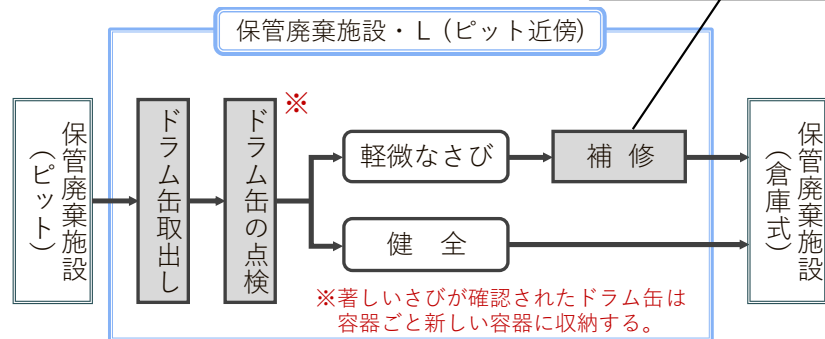 保管廃棄施設・L (ピット近傍)
保管廃棄施設
(ピット)
ドラム缶取出し
ドラム缶の点検
※
軽微なさび
補 修
健 全
保管廃棄施設
(倉庫式)
※著しいさびが確認されたドラム缶は
容器ごと新しい容器に収納する。